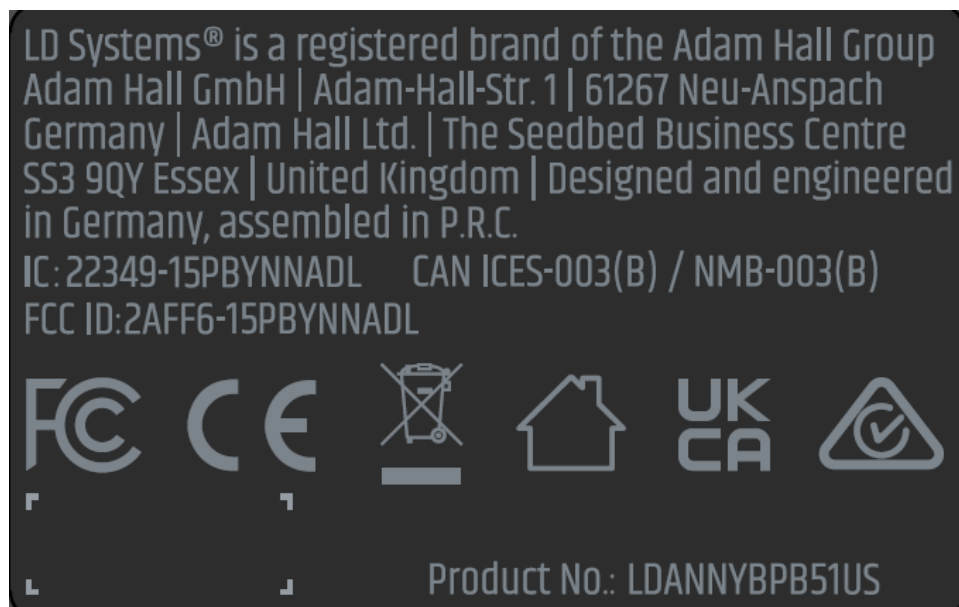 LD Systems® is a registered brand of the Adam Hall Group
Adam Hall GmbH | Adam-Hall-Str. 1 | 61267 Neu-Anspach
Germany | Adam Hall Ltd. | The Seedbed Business Centre
SS3 9QY Essex | United Kingdom | Designed and engineered
in Germany, assembled in P.R.C.
IC: 22349-15PBYNNADL CAN ICES-003(B) / NMB-003(B)
FCC ID:2AFF6-15PBYNNADL
FC CE UK
CA
Product No.: LDANNYBPB51US